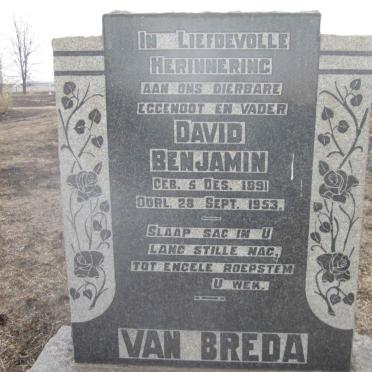 IN LIEFDEVOLLE
HERINNERING
AAN ONS DIERBARE
EGGENOOT EN VADER
DAVID
BENJAMIN
GEB. 5 DES. 1891
OORL. 28 SEPT. 1953.
SLAAP SAG IN U
LANG STILLE NAG,
TOT ENGELE ROEPSTEM
U WEK.
VAN BREDA